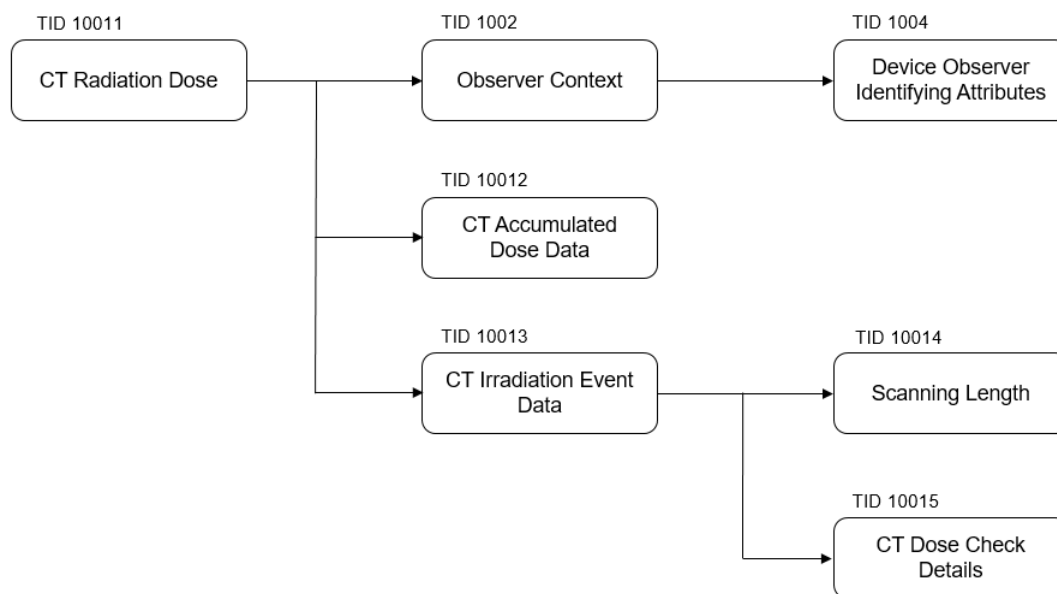 TID 10011
CT Radiation Dose
TID 1002
Observer Context
TID 1004
Device Observer
Identifying Attributes
TID 10012
CT Accumulated
Dose Data
TID 10013
CT Irradiation Event
Data
TID 10014
Scanning Length
TID 10015
CT Dose Check
Details